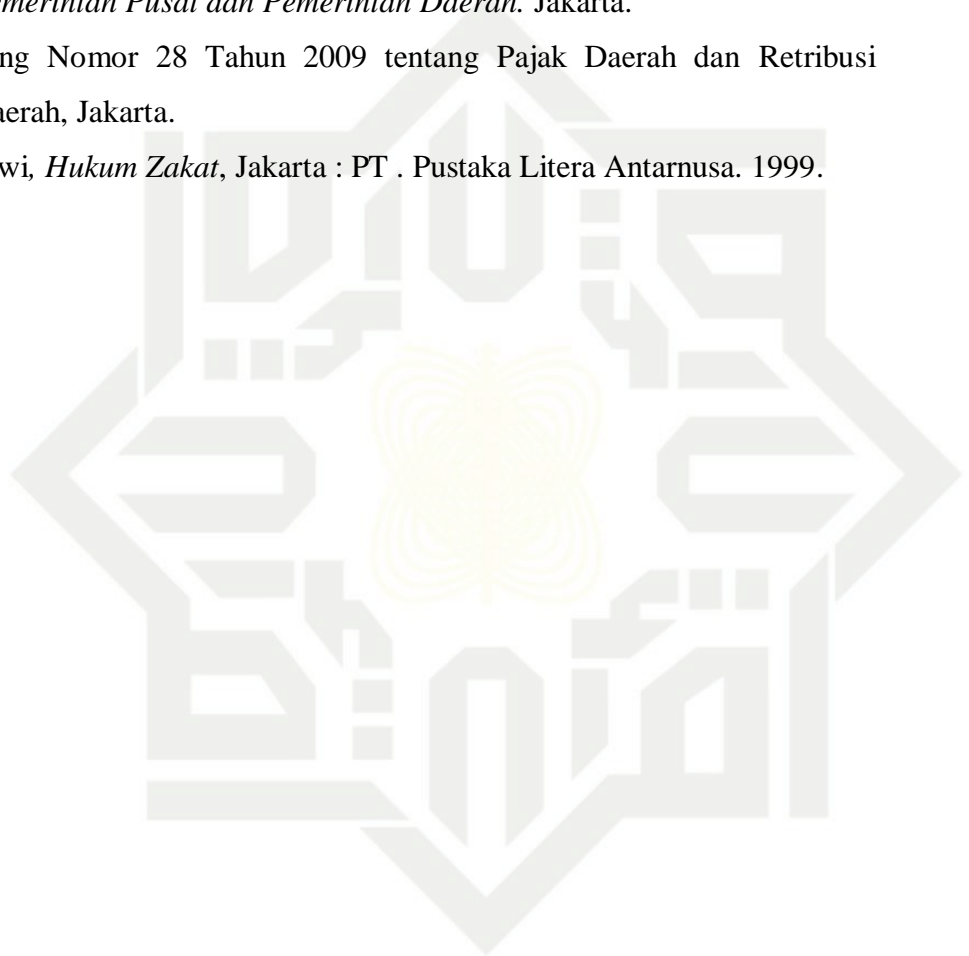 merintah Pusat dan Pemerintah Daerah. Jakarta.
ng Nomor 28 Tahun 2009 tentang Pajak Daerah dan Retribusi
aerah, Jakarta.
wi, Hukum Zakat, Jakarta : PT . Pustaka Litera Antarnusa. 1999.